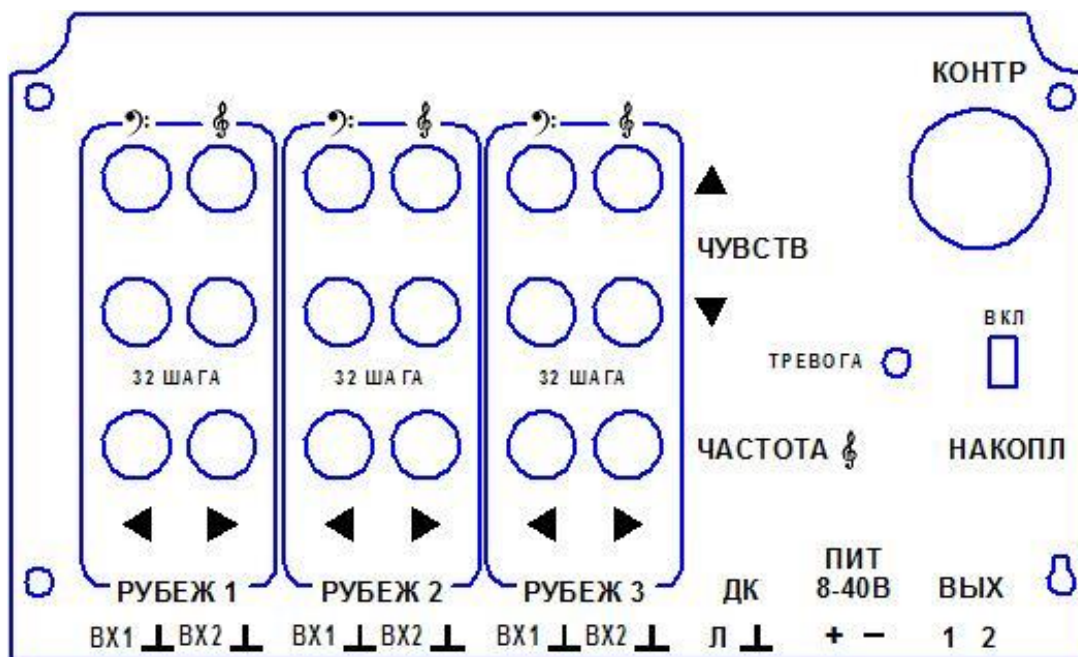 КОНТР
ЧУВСТВ
ВКЛ
ТРЕВОГА
32 ШАГА 32 ШАГА 32 ШАГА
ЧАСТОТА НАКОПЛ
РУБЕЖ 1 РУБЕЖ 2 РУБЕЖ 3 ДК ПИТ 8-40В ВЫХ
ВХ1 ВХ2 ВХ1 ВХ2 ВХ1 ВХ2 Л + − 1 2